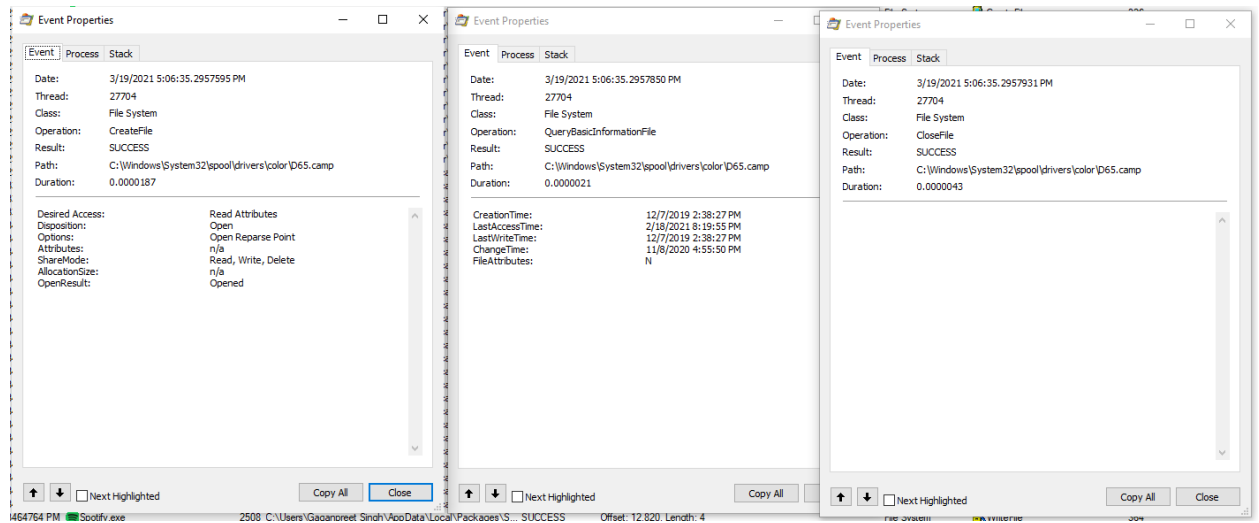 Event Properties
Event Process Stack
Date: 3/19/2021 5:06:35.2957595 PM
Thread: 27704
Class: File System
Operation: CreateFile
Result: SUCCESS
Path: C:\Windows\System32\spool\drivers\color\D65.camp
Duration: 0.0000187
Desired Access: Read Attributes
Disposition: Open
Options: Open Reparse Point
Attributes: n/a
ShareMode: Read, Write, Delete
AllocationSize: n/a
OpenResult: Opened
Next Highlighted
Copy All Close
Event Properties
Event Process Stack
Date: 3/19/2021 5:06:35.2957850 PM
Thread: 27704
Class: File System
Operation: QueryBasicInformationFile
Result: SUCCESS
Path: C:\Windows\System32\spool\drivers\color\D65.camp
Duration: 0.0000021
CreationTime: 12/7/2019 2:38:27 PM
LastAccessTime: 2/18/2021 8:19:55 PM
LastWriteTime: 12/7/2019 2:38:27 PM
ChangeTime: 11/8/2020 4:55:50 PM
FileAttributes: N
Next Highlighted
Copy All
Event Properties
Event Process Stack
Date: 3/19/2021 5:06:35.2957931 PM
Thread: 27704
Class: File System
Operation: CloseFile
Result: SUCCESS
Path: C:\Windows\System32\spool\drivers\color\D65.camp
Duration: 0.0000043
Next Highlighted
Copy All Close
464764 PM Spotify.exe 2508 C:\Users\Gaganpreet Singh\AppData\Local\Packages\S... SUCCESS Offset: 12,820, Length: 4 File System WriteFile 384